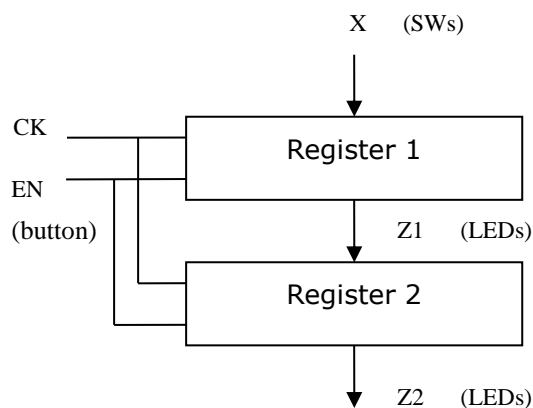 X (SWs)
CK
Register 1
EN
(button)
Z1 (LEDs)
Register 2
Z2 (LEDs)